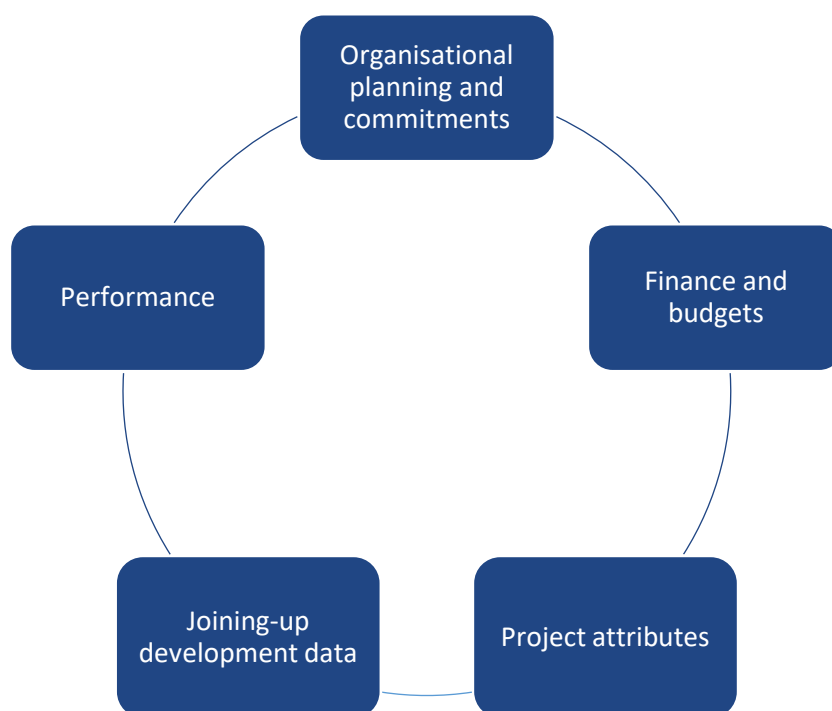 Organisational
planning and
commitments
Performance
Finance and
budgets
Joining-up
development data
Project attributes